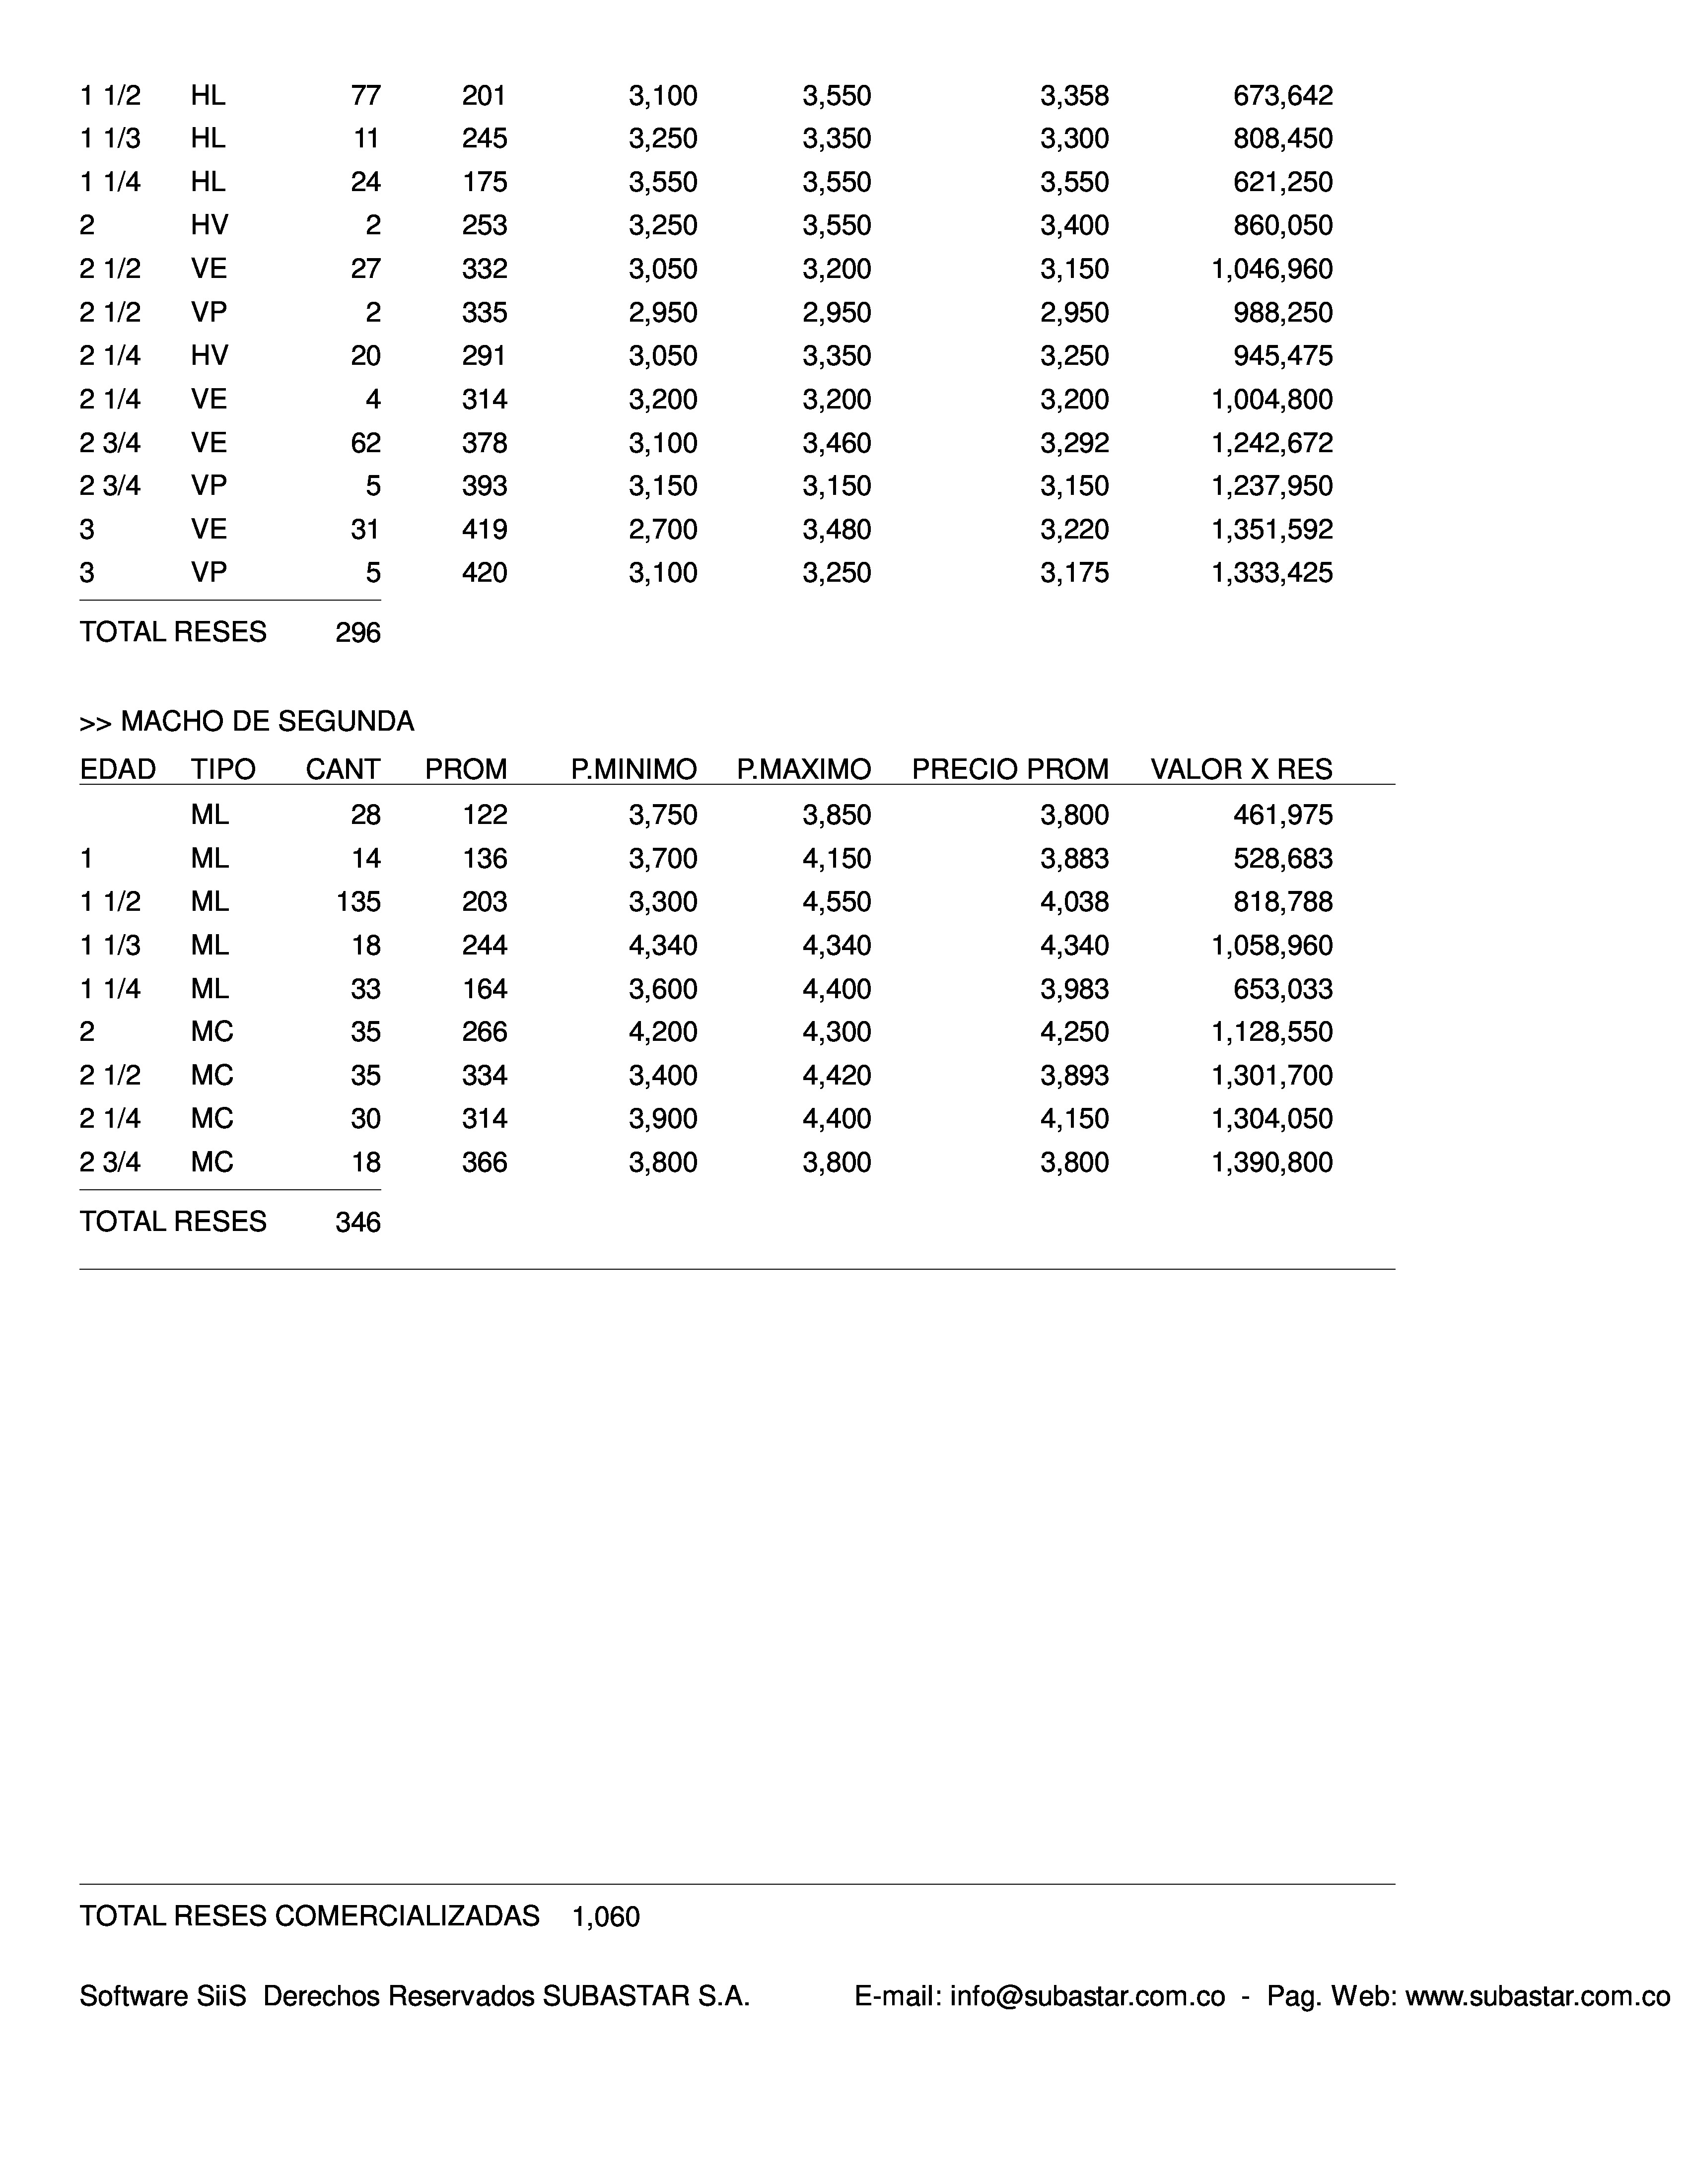 1 1/2 HL 77 201 3,100 3,550 3,358 673,642
1 1/3 HL 11 245 3,250 3,350 3,300 808,450
1 1/4 HL 24 175 3,550 3,550 3,550 621,250
2 HV 2 253 3,250 3,550 3,400 860,050
2 1/2 VE 27 332 3,050 3,200 3,150 1,046,960
2 1/2 VP 2 335 2,950 2,950 2,950 988,250
2 1/4 HV 20 291 3,050 3,350 3,250 945,475
2 1/4 VE 4 314 3,200 3,200 3,200 1,004,800
2 3/4 VE 62 378 3,100 3,460 3,292 1,242,672
2 3/4 VP 5 393 3,150 3,150 3,150 1,237,950
3 VE 31 419 2,700 3,480 3,220 1,351,592
3 VP 5 420 3,100 3,250 3,175 1,333,425
TOTAL RESES 296
>> MACHO DE SEGUNDA
EDAD TIPO CANT PROM P.MINIMO P.MAXIMO PRECIO PROM VALOR X RES
ML 28 122 3,750 3,850 3,800 461,975
1 ML 14 136 3,700 4,150 3,883 528,683
1 1/2 ML 135 203 3,300 4,550 4,038 818,788
1 1/3 ML 18 244 4,340 4,340 4,340 1,058,960
1 1/4 ML 33 164 3,600 4,400 3,983 653,033
2 MC 35 266 4,200 4,300 4,250 1,128,550
2 1/2 MC 35 334 3,400 4,420 3,893 1,301,700
2 1/4 MC 30 314 3,900 4,400 4,150 1,304,050
2 3/4 MC 18 366 3,800 3,800 3,800 1,390,800
TOTAL RESES 346
TOTAL RESES COMERCIALIZADAS 1,060
Software SiiS Derechos Reservados SUBASTAR S.A. E-mail: info@subastar.com.co - Pag. Web: www.subastar.com.co